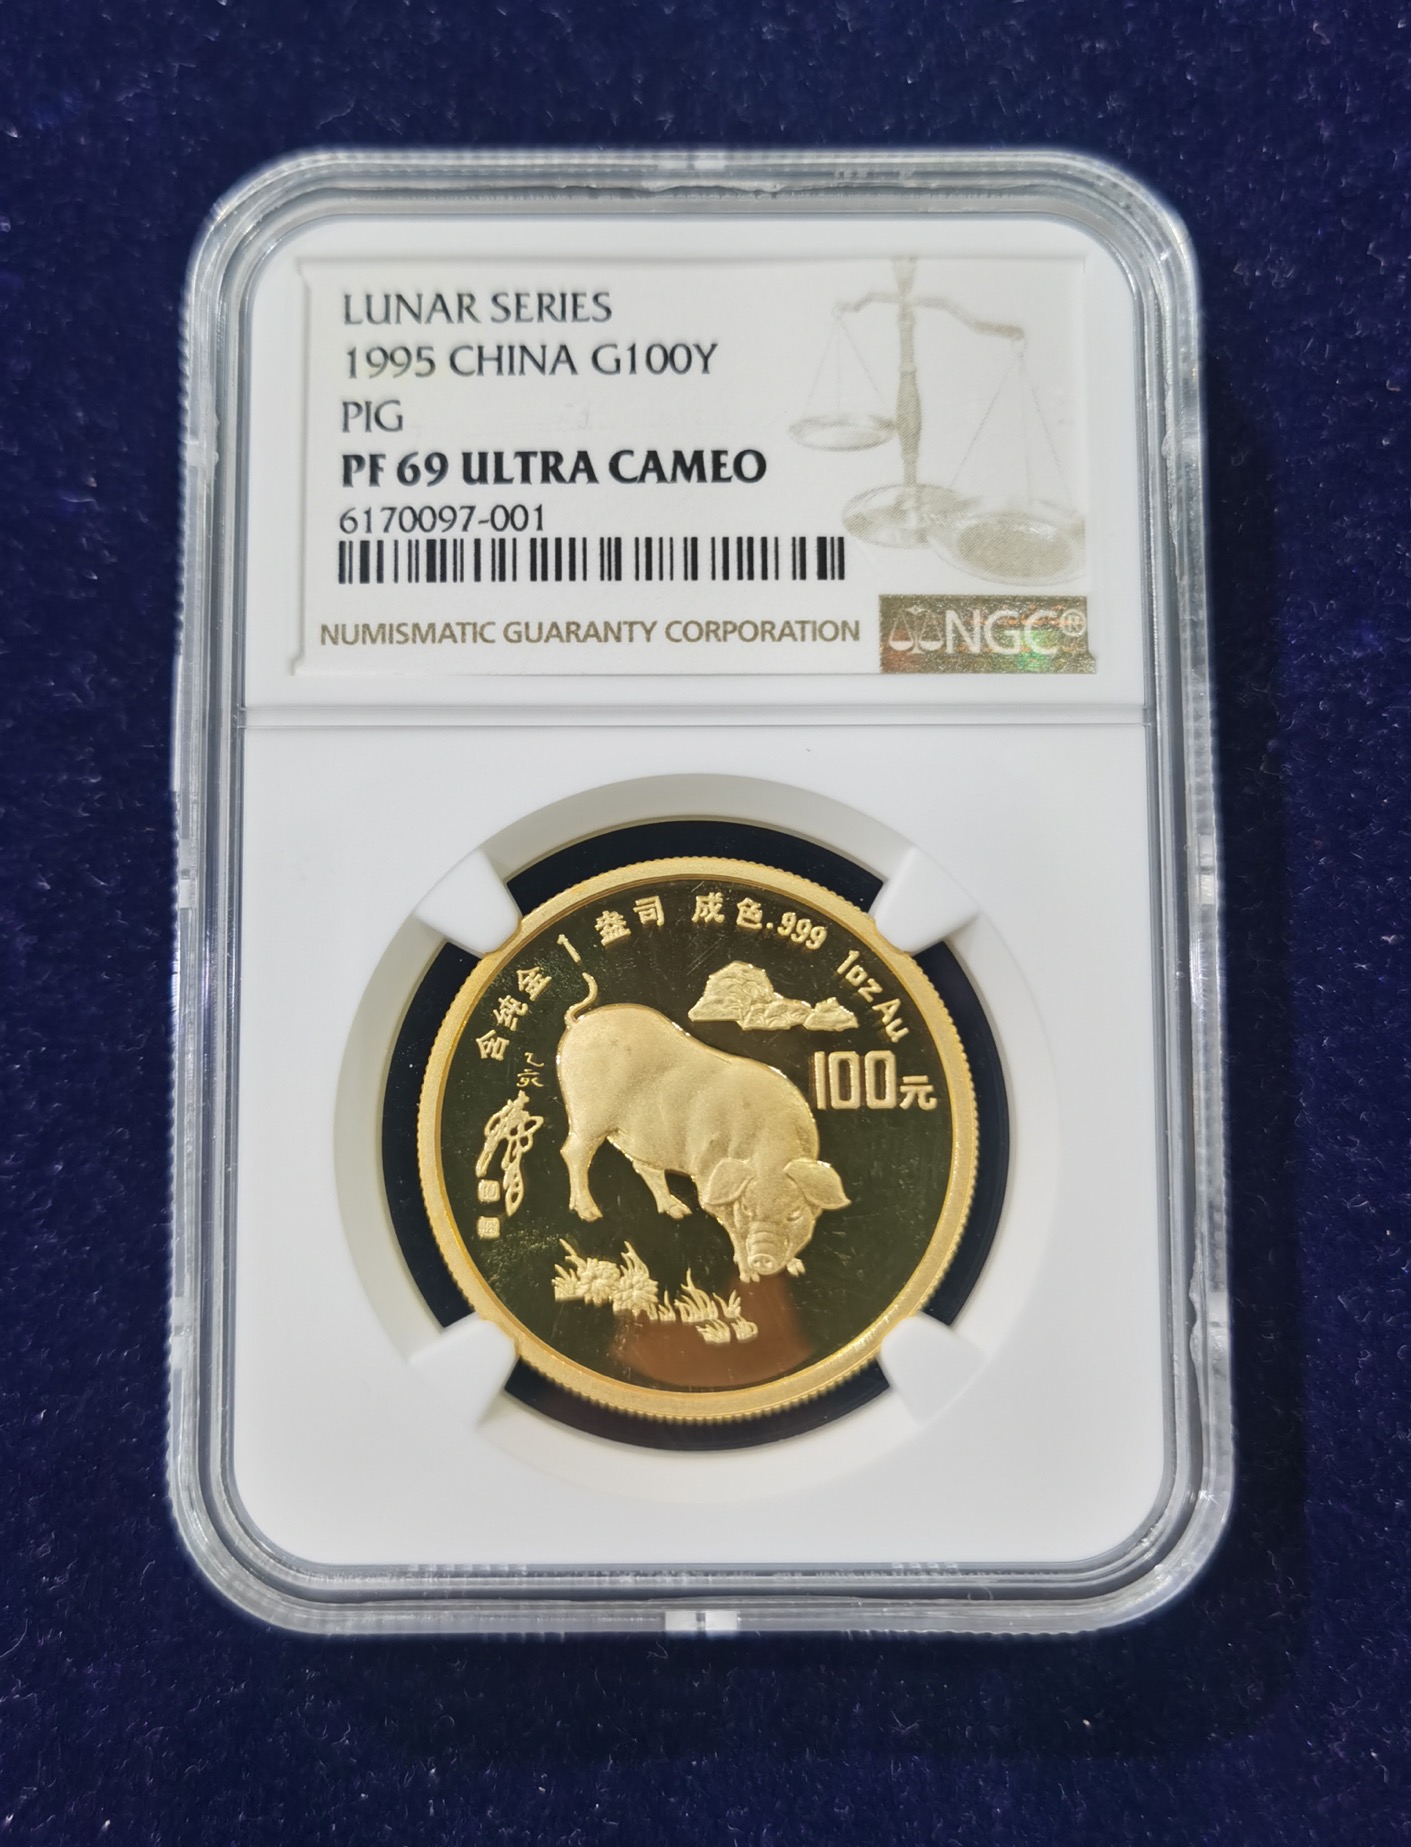 LUNAR SERIES
1995 CHINA G100Y
PIG
PF 69 ULTRA CAMEO
6170097-001
NUMISMATIC GUARANTY CORPORATION
NGC®
含纯金 1 盎司 成色.999 1oz Au
100元
乙亥